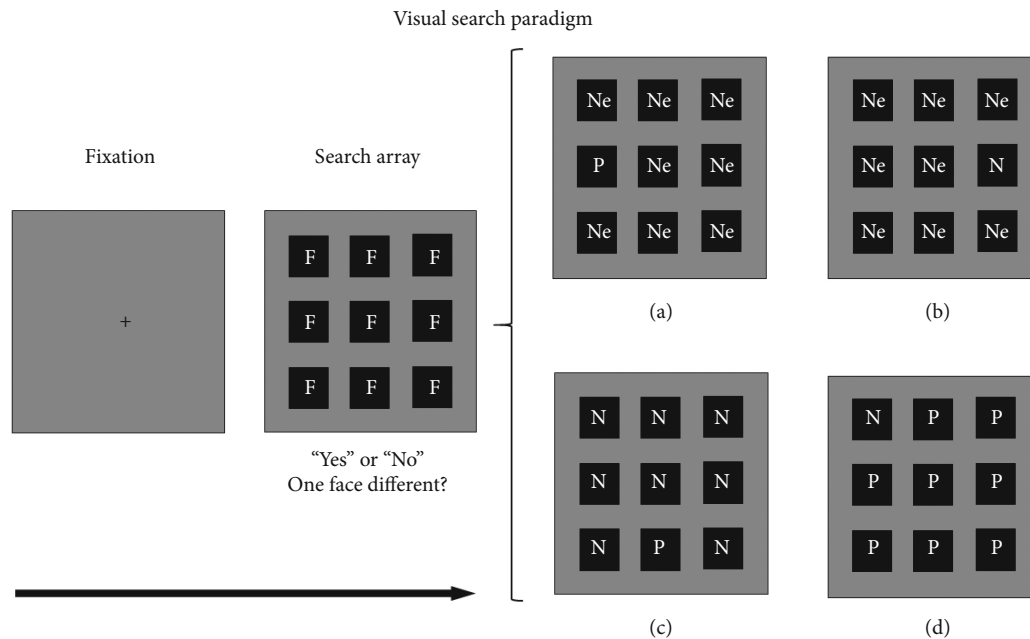 Visual search paradigm
Fixation
+
Search array
F F F
F F F
F F F
“Yes” or “No”
One face different?
Ne Ne Ne
P Ne Ne
Ne Ne Ne
(a)
Ne Ne Ne
Ne Ne N
Ne Ne Ne
(b)
N N N
N N N
N P N
(c)
N P P
P P P
P P P
(d)